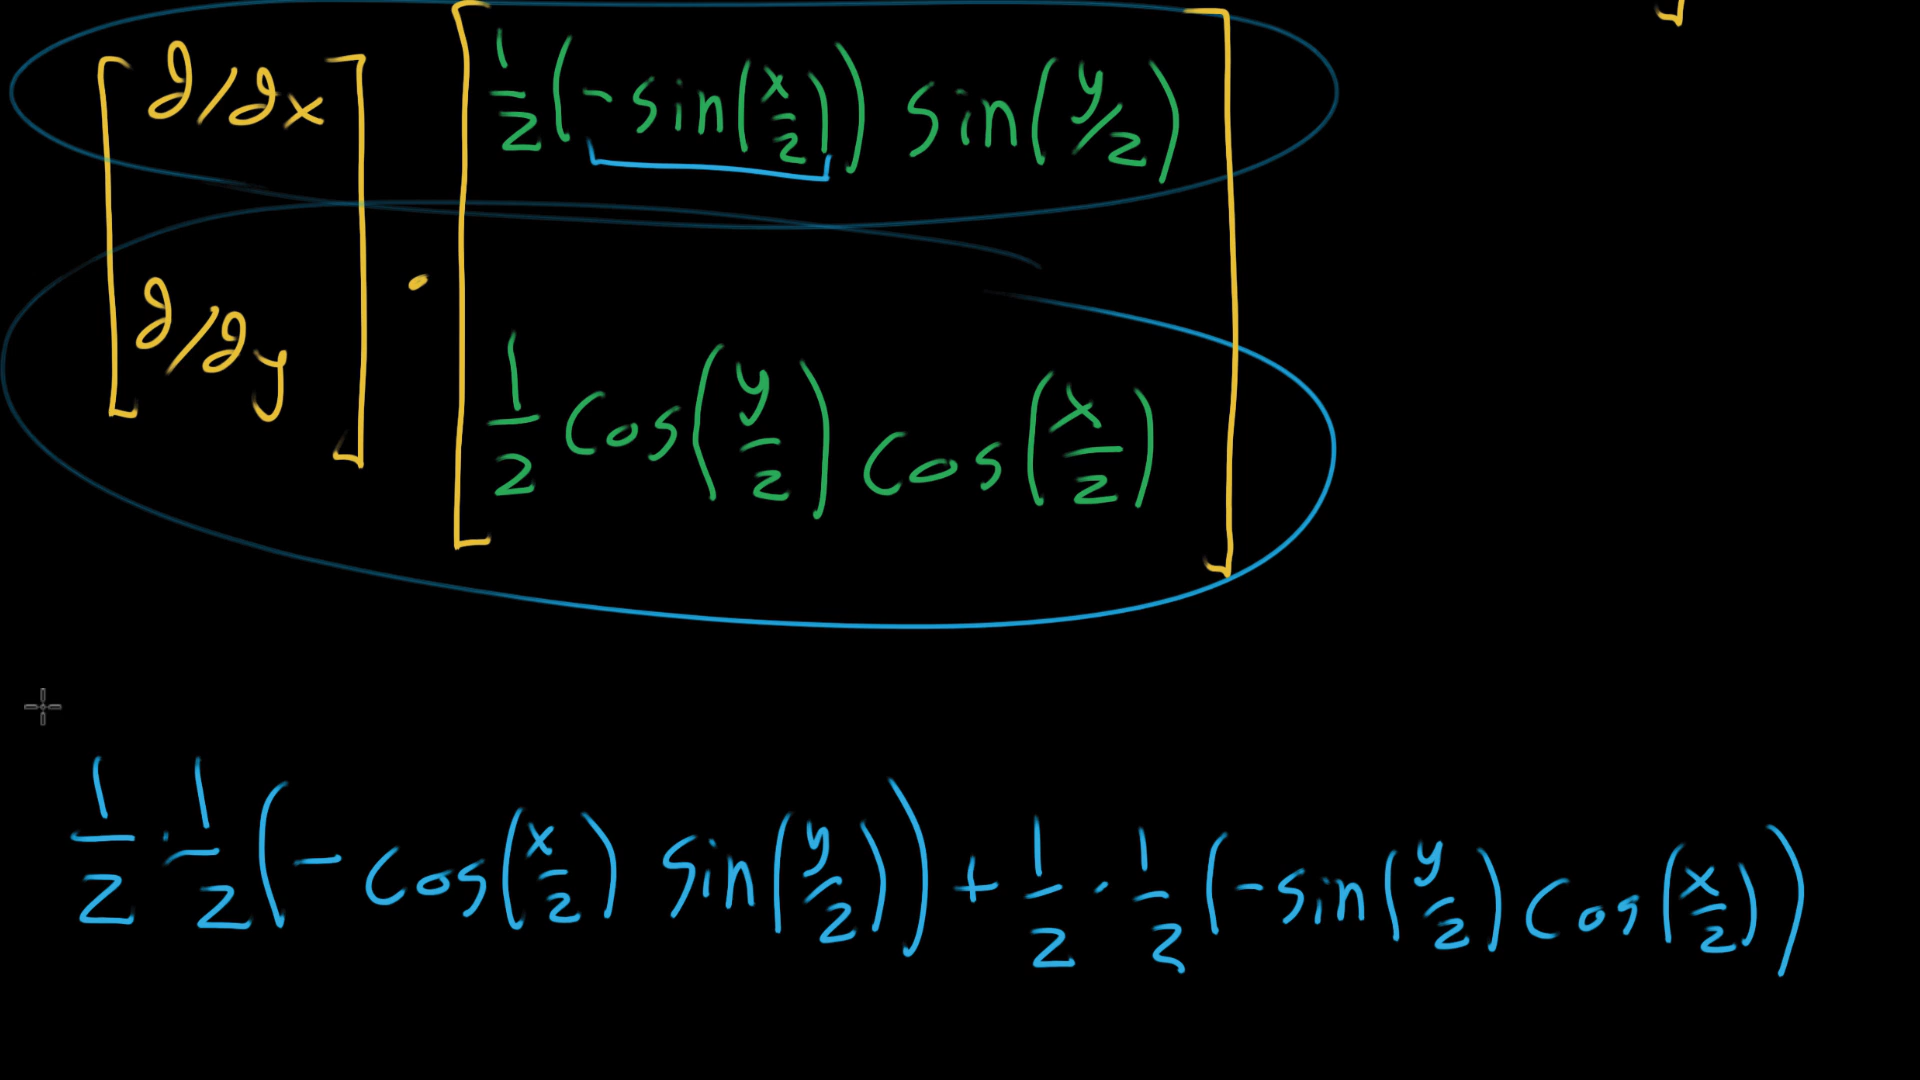 ∂/∂x 1/2 (-sin(x/2)) sin(y/2)
∂/∂y · 1/2 cos(y/2) cos(x/2)
1/2 · 1/2 (-cos(x/2) sin(y/2)) + 1/2 · 1/2 (-sin(y/2) cos(x/2))